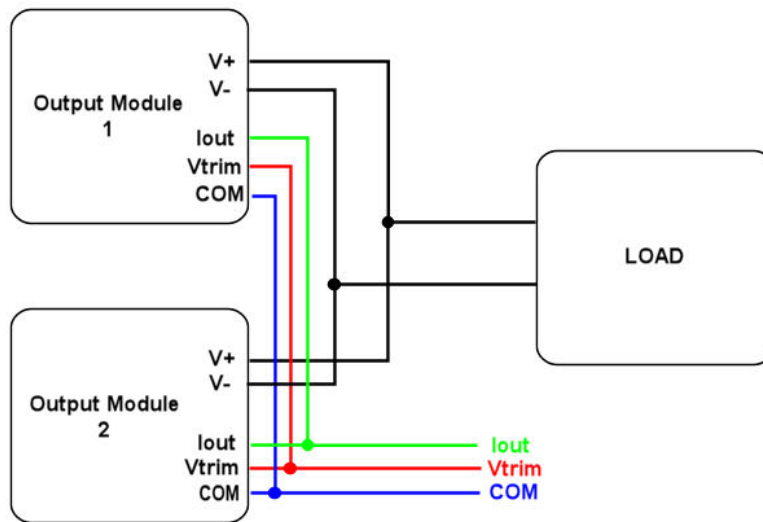 V+
V-
Output Module
1
Iout
Vtrim
COM
LOAD
V+
V-
Output Module
2
Iout
Vtrim
COM
Iout
Vtrim
COM